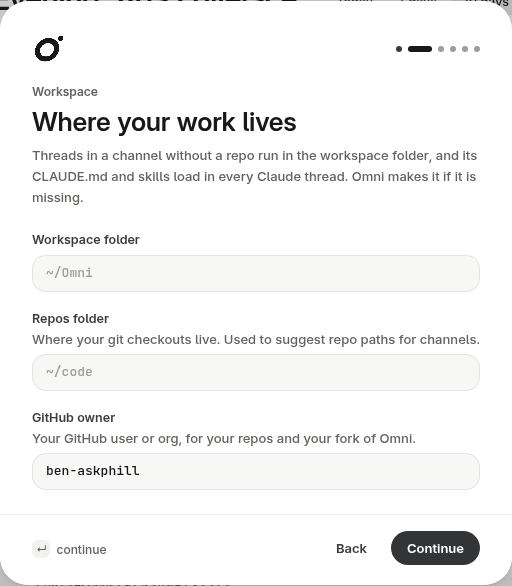 Workspace
Where your work lives
Threads in a channel without a repo run in the workspace folder, and its
CLAUDE.md and skills load in every Claude thread. Omni makes it if it is
missing.
Workspace folder
~/Omni
Repos folder
Where your git checkouts live. Used to suggest repo paths for channels.
~/code
GitHub owner
Your GitHub user or org, for your repos and your fork of Omni.
ben-askphill
↵ continue
Back
Continue